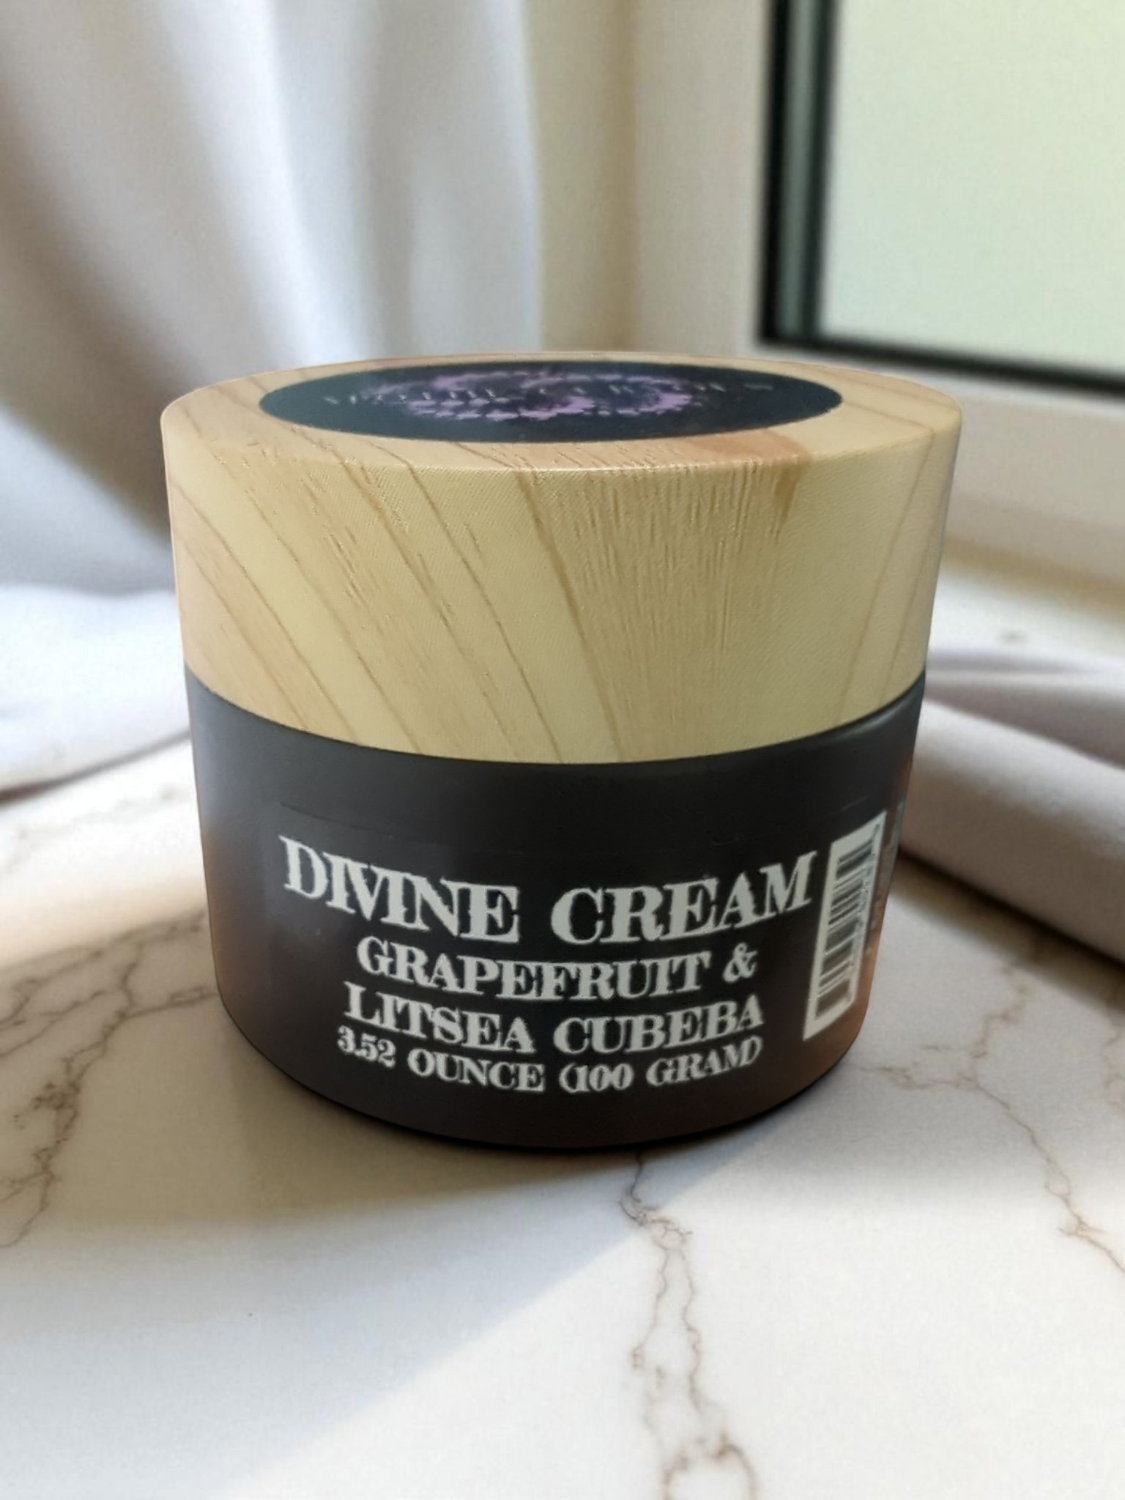 DIVINE CREAM
GRAPEFRUIT &
LITSEA CUBEBA
3.52 OUNCE (100 GRAM)